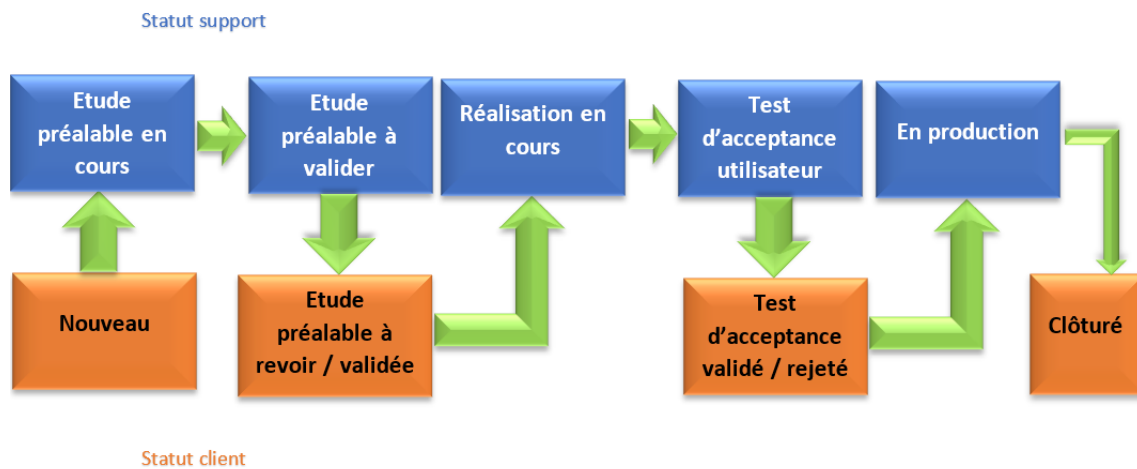 Statut support
Etude
préalable en
cours
Etude
préalable à
valider
Réalisation en
cours
Test
d’acceptance
utilisateur
En production
Nouveau
Etude
préalable à
revoir / validée
Test
d’acceptance
validé / rejeté
Clôturé
Statut client